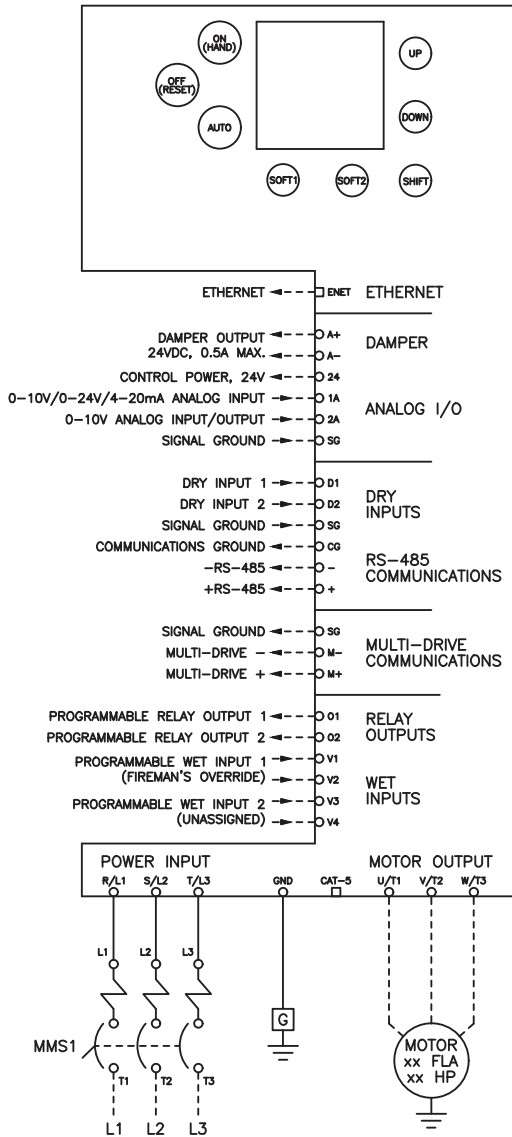 ON
(HAND)
OFF
(RESET)
AUTO
UP
DOWN
SOFT1
SOFT2
SHIFT
ETHERNET
ENET
ETHERNET
DAMPER OUTPUT
24VDC, 0.5A MAX.
A+
A-
DAMPER
CONTROL POWER, 24V
24
0-10V/0-24V/4-20mA ANALOG INPUT
1A
0-10V ANALOG INPUT/OUTPUT
2A
SIGNAL GROUND
SG
ANALOG I/O
DRY INPUT 1
D1
DRY INPUT 2
D2
SIGNAL GROUND
SG
DRY
INPUTS
COMMUNICATIONS GROUND
CG
-RS-485
-
+RS-485
+
RS-485
COMMUNICATIONS
SIGNAL GROUND
SG
MULTI-DRIVE -
M-
MULTI-DRIVE +
M+
MULTI-DRIVE
COMMUNICATIONS
PROGRAMMABLE RELAY OUTPUT 1
O1
PROGRAMMABLE RELAY OUTPUT 2
O2
RELAY
OUTPUTS
PROGRAMMABLE WET INPUT 1
(FIREMAN'S OVERRIDE)
V1
V2
PROGRAMMABLE WET INPUT 2
(UNASSIGNED)
V3
V4
WET
INPUTS
POWER INPUT
MOTOR OUTPUT
R/L1
S/L2
T/L3
GND
CAT-5
U/T1
V/T2
W/T3
L1
L2
L3
G
MMS1
T1
T2
T3
L1
L2
L3
MOTOR
xx FLA
xx HP